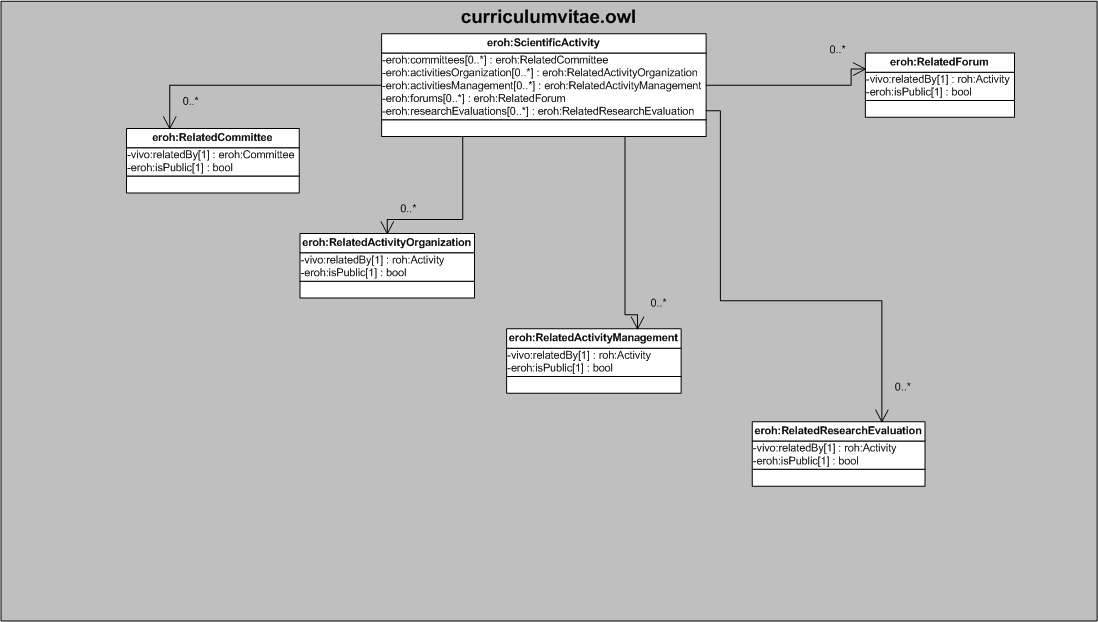 curriculumvitae.owl
eroh:ScientificActivity
-eroh:committees[0..*] : eroh:RelatedCommittee
-eroh:activitiesOrganization[0..*] : eroh:RelatedActivityOrganization
-eroh:activitiesManagement[0..*] : eroh:RelatedActivityManagement
-eroh:forums[0..*] : eroh:RelatedForum
-eroh:researchEvaluations[0..*] : eroh:RelatedResearchEvaluation
0..*
eroh:RelatedForum
-vivo:relatedBy[1] : roh:Activity
-eroh:isPublic[1] : bool
0..*
eroh:RelatedCommittee
-vivo:relatedBy[1] : eroh:Committee
-eroh:isPublic[1] : bool
0..*
eroh:RelatedActivityOrganization
-vivo:relatedBy[1] : roh:Activity
-eroh:isPublic[1] : bool
0..*
eroh:RelatedActivityManagement
-vivo:relatedBy[1] : roh:Activity
-eroh:isPublic[1] : bool
0..*
eroh:RelatedResearchEvaluation
-vivo:relatedBy[1] : roh:Activity
-eroh:isPublic[1] : bool